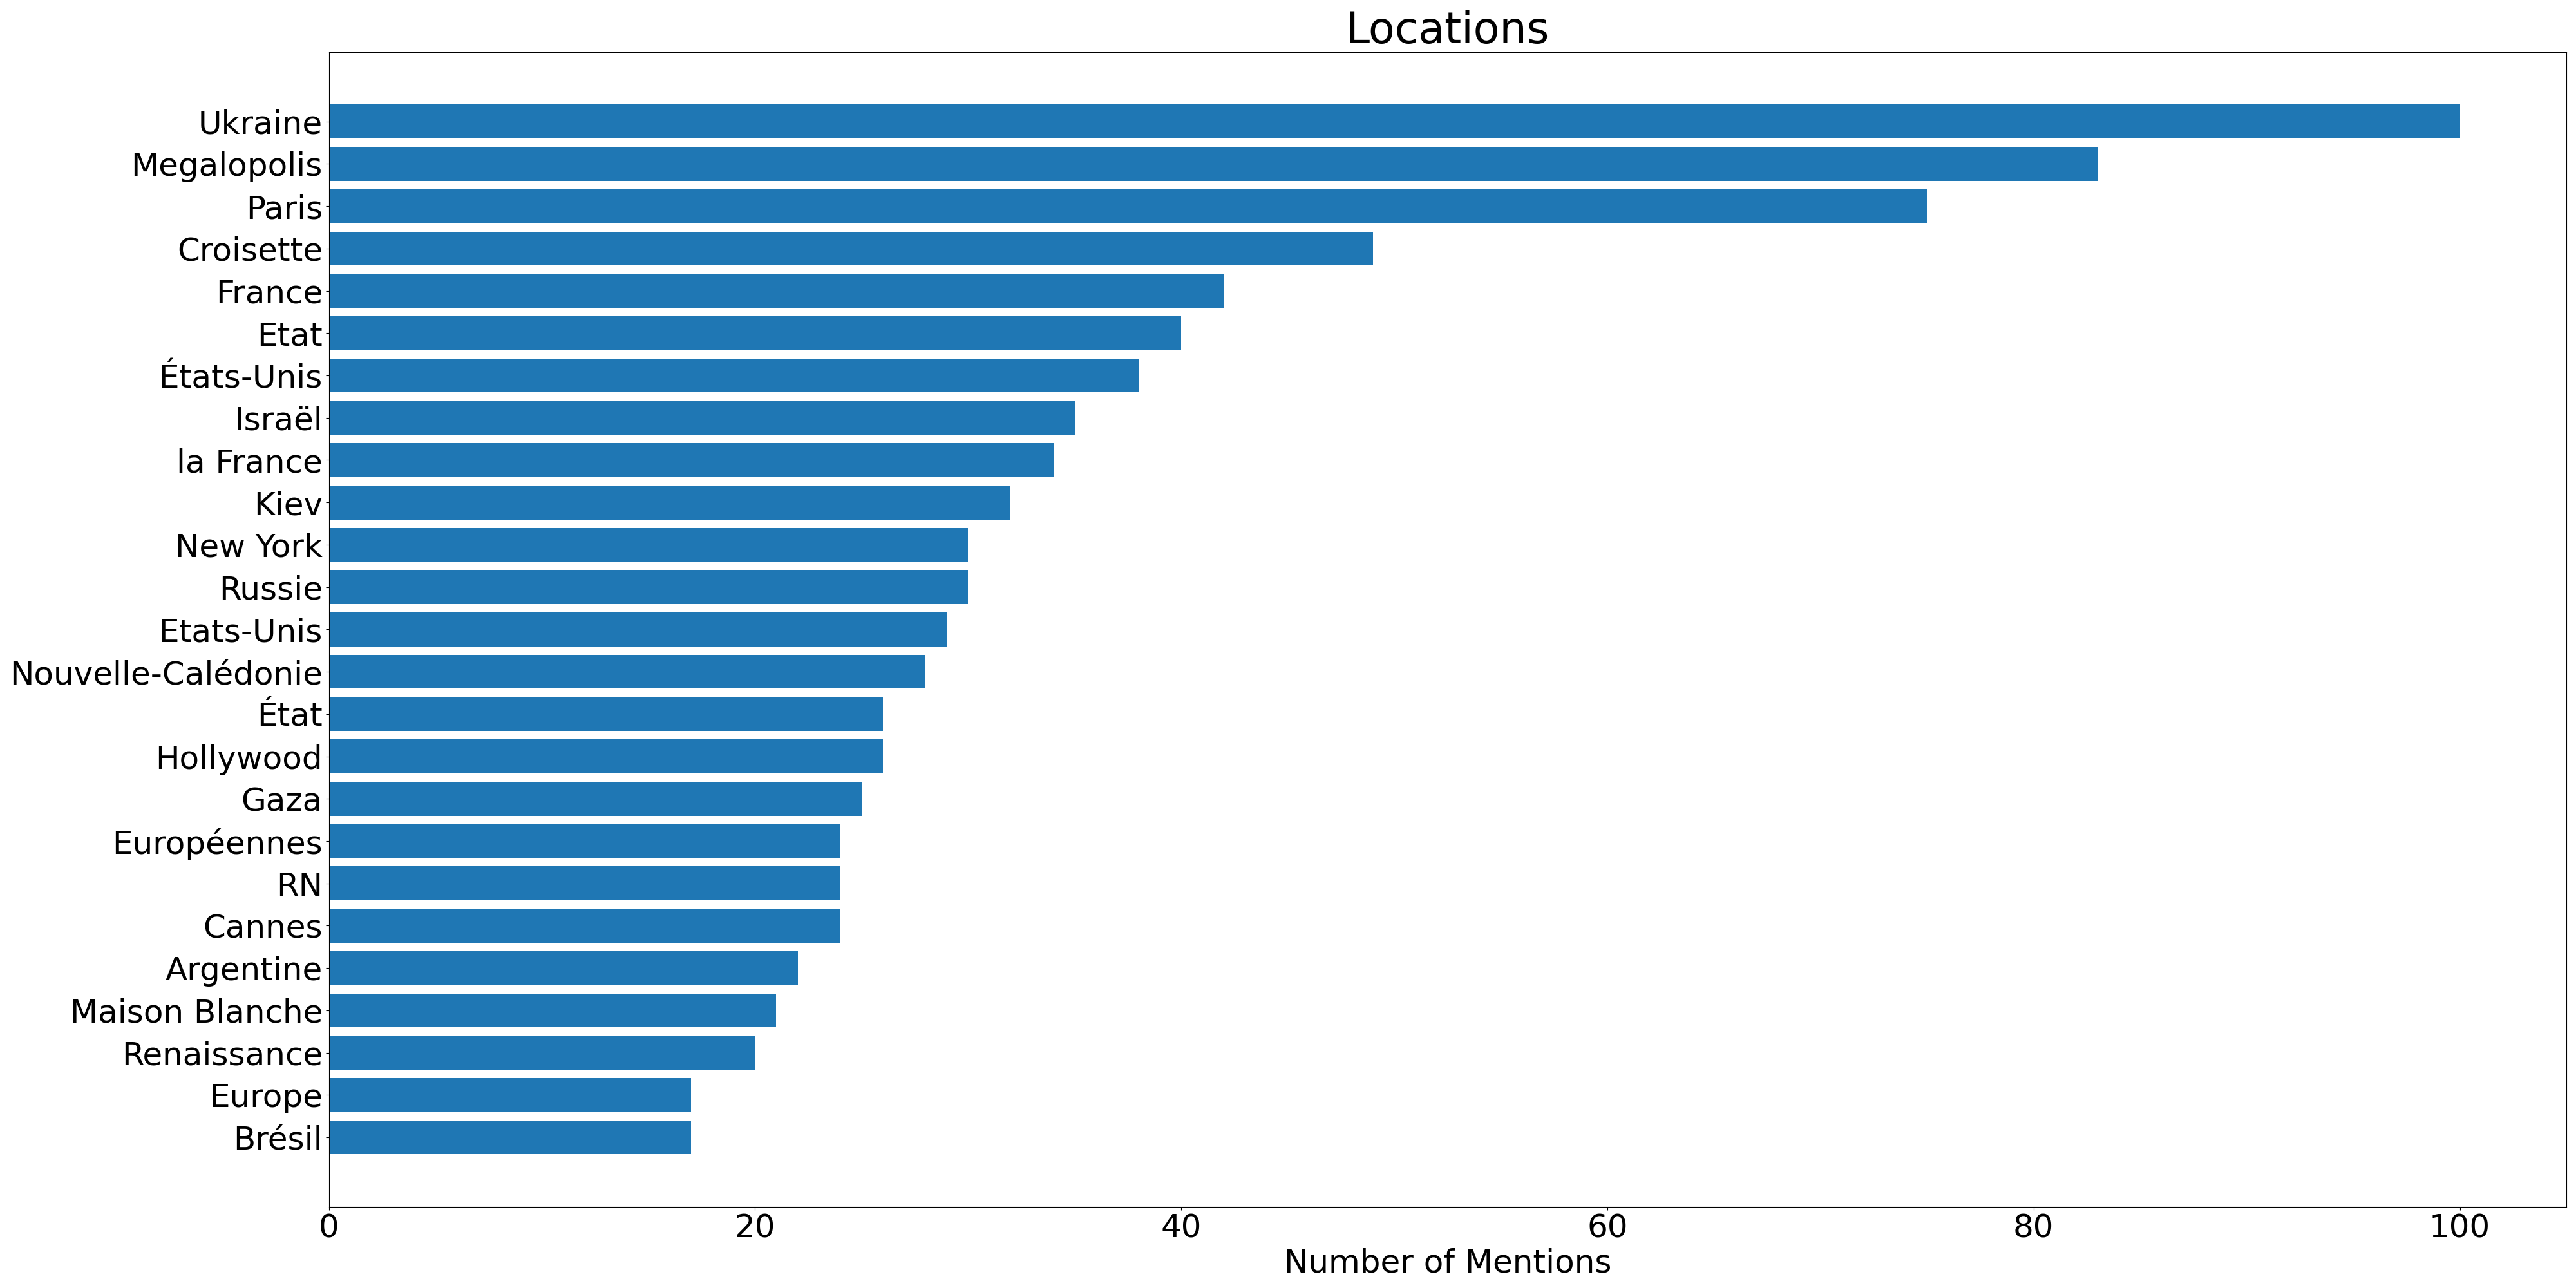 Locations
Ukraine
Megalopolis
Paris
Croisette
France
Etat
États-Unis
Israël
la France
Kiev
New York
Russie
Etats-Unis
Nouvelle-Calédonie
État
Hollywood
Gaza
Européennes
RN
Cannes
Argentine
Maison Blanche
Renaissance
Europe
Brésil
0 20 40 60 80 100
Number of Mentions